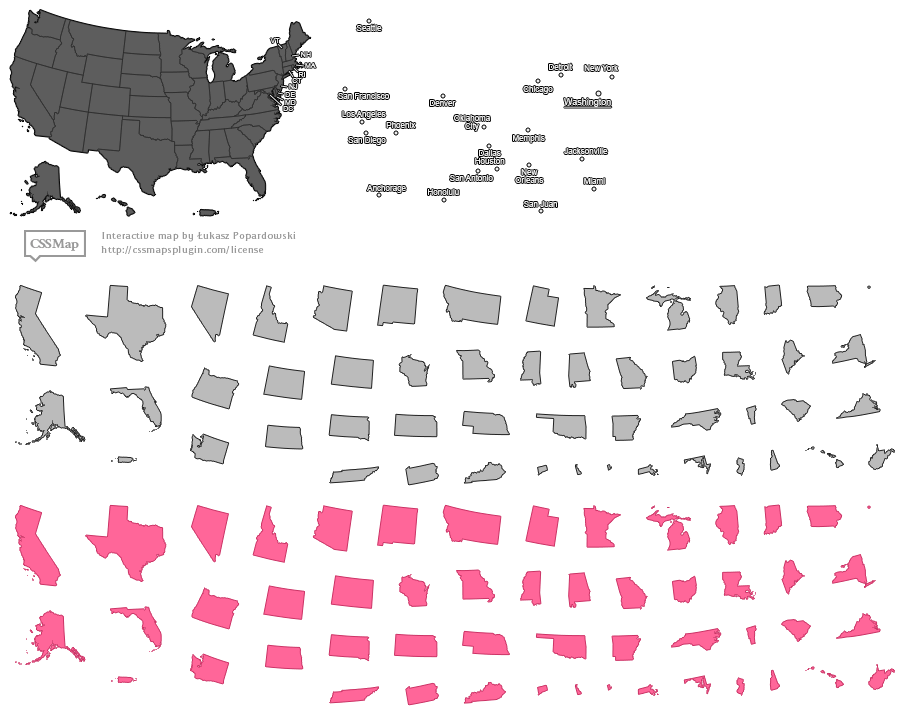 VT
NH
MA
RI
CT
NJ
DE
MD
DC
Seattle
Detroit
New York
Chicago
San Francisco
Denver
Washington
Los Angeles
Phoenix
Oklahoma
City
San Diego
Memphis
Dallas
Houston
Jacksonville
San Antonio
New
Orleans
Miami
Anchorage
Honolulu
San Juan
CSSMap
Interactive map by Łukasz Popardowski
http://cssmapsplugin.com/license